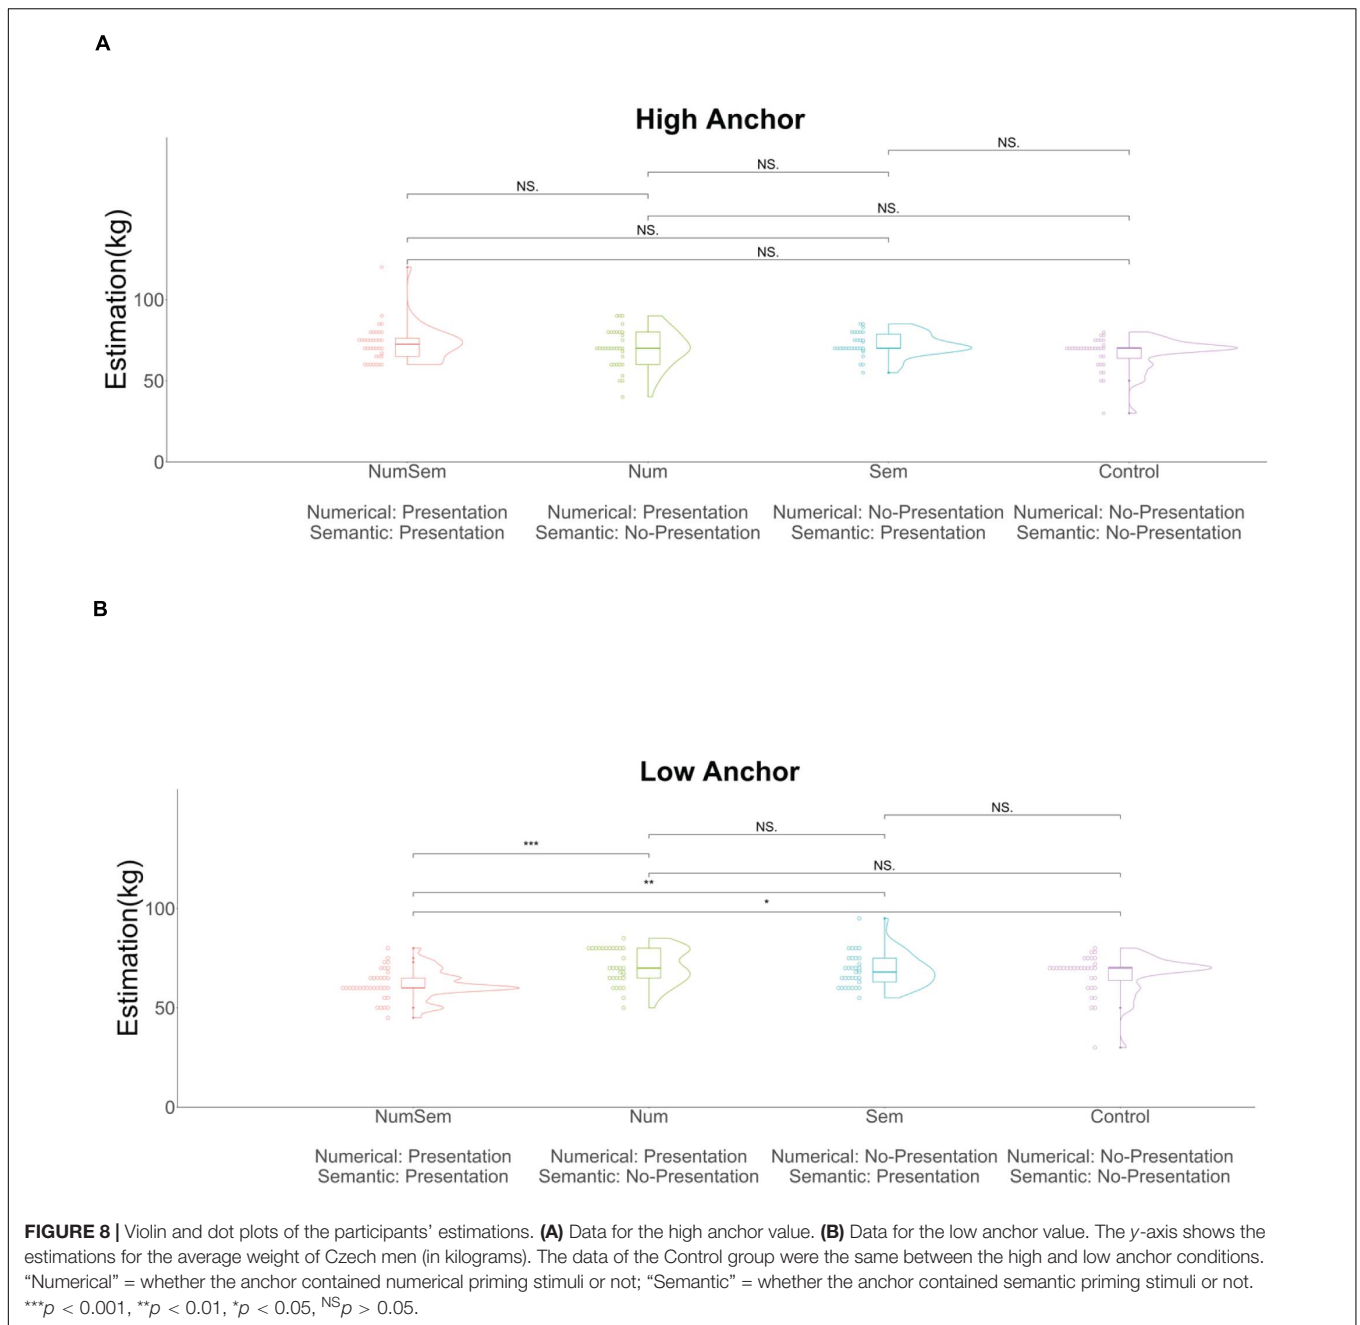 A
High Anchor
NS.
NS.
NS.
NS.
NS.
NS.
Estimation(kg)
100
50
0
NumSem Num Sem Control
Numerical: Presentation Numerical: Presentation Numerical: No-Presentation Numerical: No-Presentation
Semantic: Presentation Semantic: No-Presentation Semantic: Presentation Semantic: No-Presentation
B
Low Anchor
NS.
NS.
***
NS.
**
*
Estimation(kg)
100
50
0
NumSem Num Sem Control
Numerical: Presentation Numerical: Presentation Numerical: No-Presentation Numerical: No-Presentation
Semantic: Presentation Semantic: No-Presentation Semantic: Presentation Semantic: No-Presentation
FIGURE 8 | Violin and dot plots of the participants’ estimations. (A) Data for the high anchor value. (B) Data for the low anchor value. The y-axis shows the
estimations for the average weight of Czech men (in kilograms). The data of the Control group were the same between the high and low anchor conditions.
“Numerical” = whether the anchor contained numerical priming stimuli or not; “Semantic” = whether the anchor contained semantic priming stimuli or not.
***p < 0.001, **p < 0.01, *p < 0.05, NSp > 0.05.